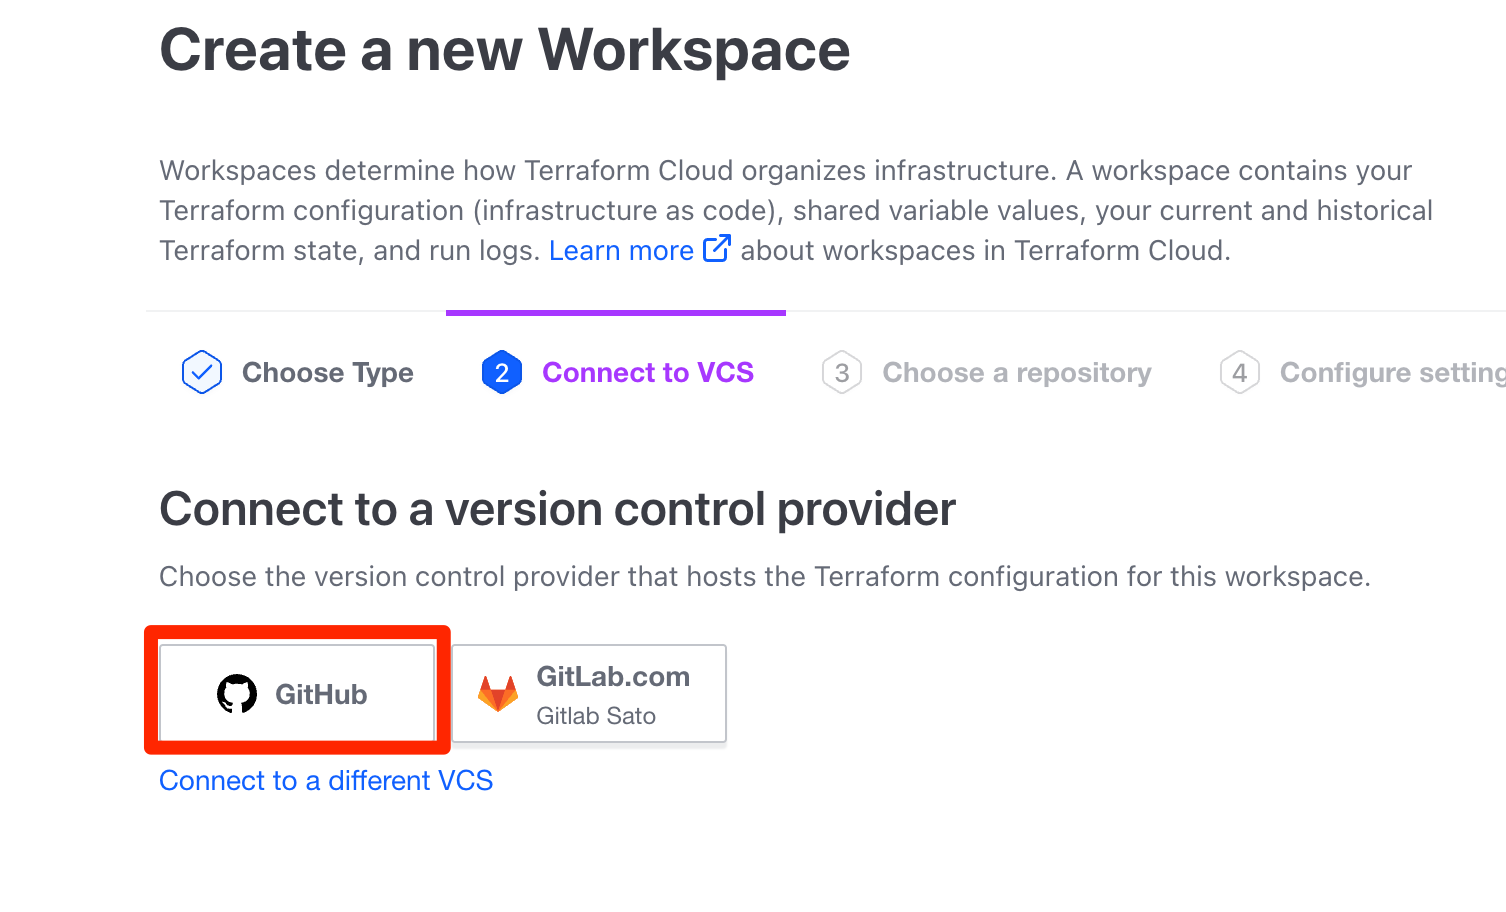 Create a new Workspace
Workspaces determine how Terraform Cloud organizes infrastructure. A workspace contains your
Terraform configuration (infrastructure as code), shared variable values, your current and historical
Terraform state, and run logs. Learn more about workspaces in Terraform Cloud.
Choose Type
2 Connect to VCS
3 Choose a repository
4 Configure setting
Connect to a version control provider
Choose the version control provider that hosts the Terraform configuration for this workspace.
GitHub
GitLab.com
Gitlab Sato
Connect to a different VCS